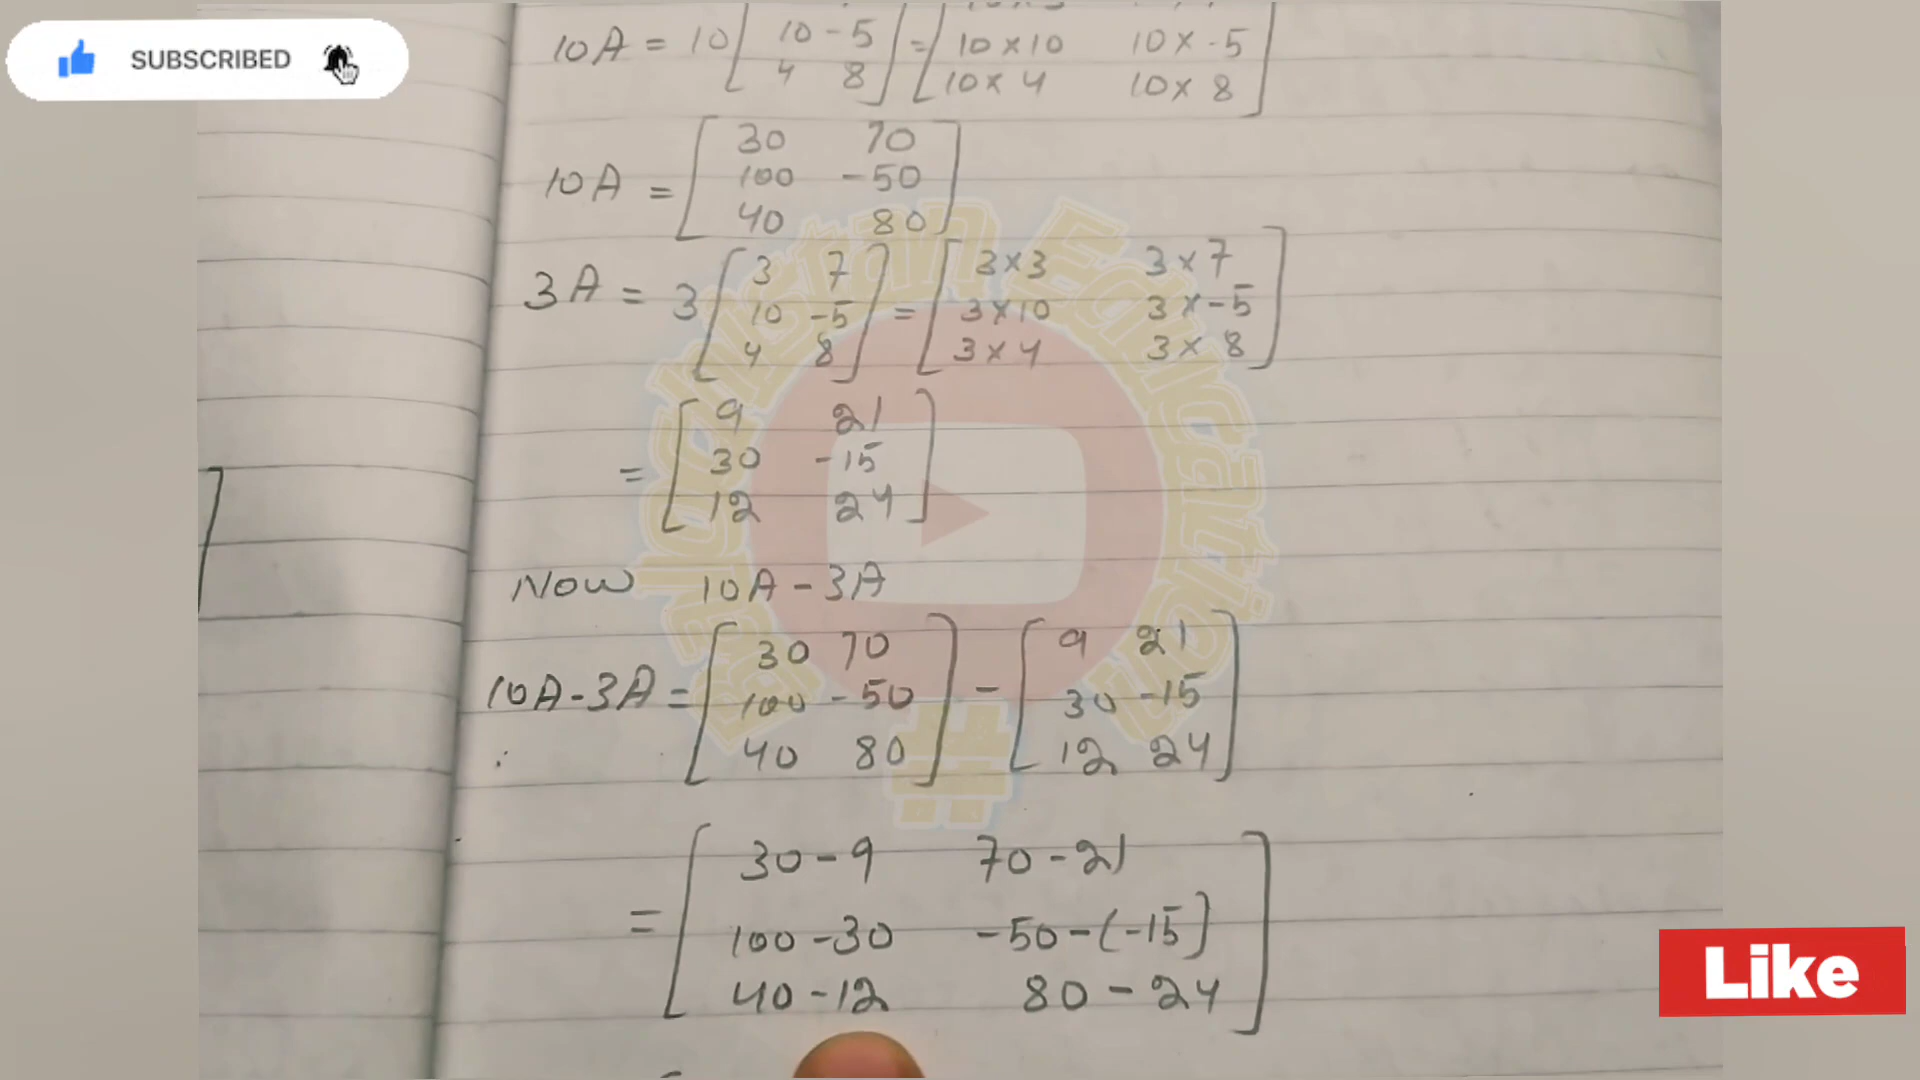 SUBSCRIBED
10A = 10 [ 10 -5 ] = [ 10×10 10×-5 ]
4 8 10×4 10×8
30 70
10A = [ 100 -50 ]
40 80
3 7 3×3 3×7
3A = 3 [ 10 -5 ] = [ 3×10 3×-5 ]
4 8 3×4 3×8
9 21
= [ 30 -15 ]
12 24
Now 10A - 3A
30 70 9 21
10A-3A = [ 100 -50 ] - [ 30 -15 ]
∴ 40 80 12 24
30-9 70-21
= [ 100-30 -50-(-15) ]
40-12 80-24
Like